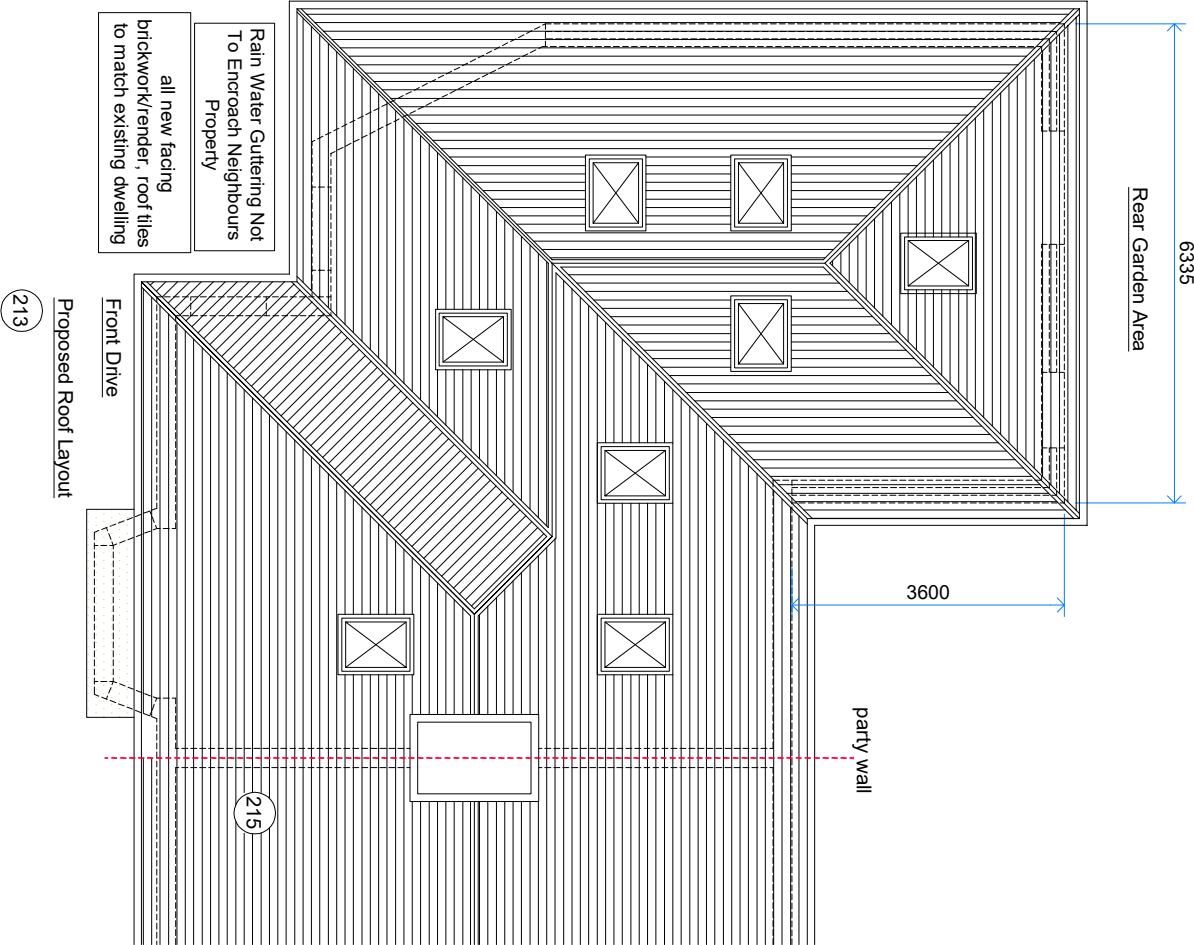 6335
Rear Garden Area
3600
party wall
Rain Water Guttering Not
To Encroach Neighbours
Property
all new facing
brickwork/render, roof tiles
to match existing dwelling
215
Front Drive
Proposed Roof Layout
213